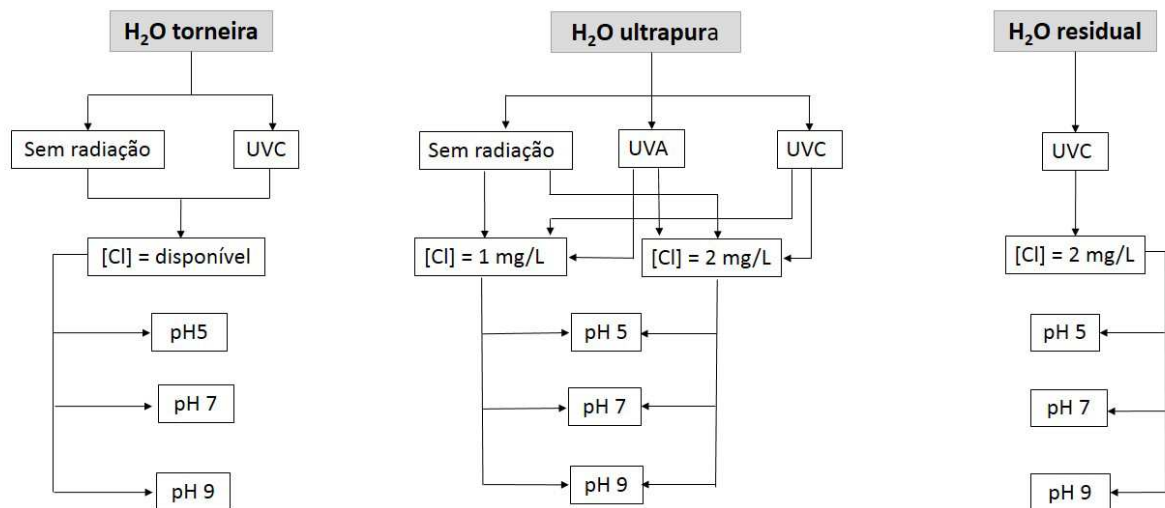 H₂O torneira
Sem radiação
UVC
[Cl] = disponível
pH5
pH 7
pH 9
H₂O ultrapura
Sem radiação
UVA
UVC
[Cl] = 1 mg/L
[Cl] = 2 mg/L
pH 5
pH 7
pH 9
H₂O residual
UVC
[Cl] = 2 mg/L
pH 5
pH 7
pH 9